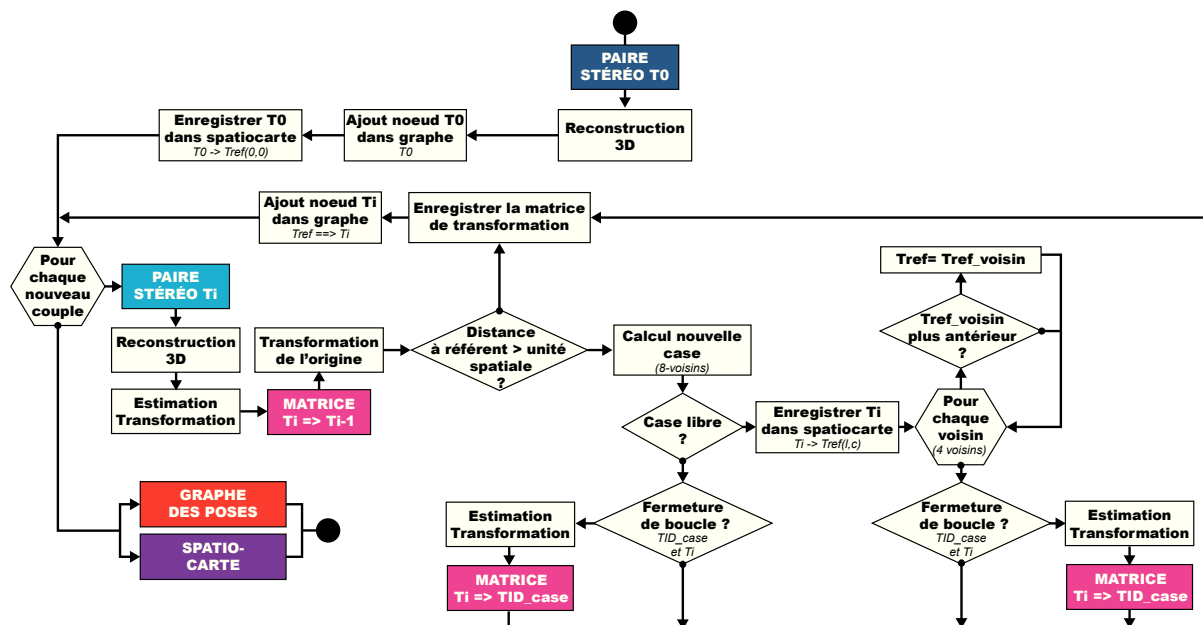 PAIRE
STÉRÉO T0
Reconstruction
3D
Ajout noeud T0
dans graphe
T0
Enregistrer T0
dans spatiocarte
T0 -> Tref(0,0)
Ajout noeud Ti
dans graphe
Tref ==> Ti
Enregistrer la matrice
de transformation
Pour
chaque
nouveau
couple
PAIRE
STÉRÉO Ti
Reconstruction
3D
Estimation
Transformation
MATRICE
Ti => Ti-1
Transformation
de l'origine
Distance
à référent > unité
spatiale
?
Calcul nouvelle
case
(8-voisins)
Case libre
?
Enregistrer Ti
dans spatiocarte
Ti -> Tref(l,c)
Pour
chaque
voisin
(4 voisins)
Tref_voisin
plus antérieur
?
Tref= Tref_voisin
Fermeture
de boucle ?
TID_case
et Ti
Estimation
Transformation
MATRICE
Ti => TID_case
Fermeture
de boucle ?
TID_case
et Ti
Estimation
Transformation
MATRICE
Ti => TID_case
GRAPHE
DES POSES
SPATIO-
CARTE